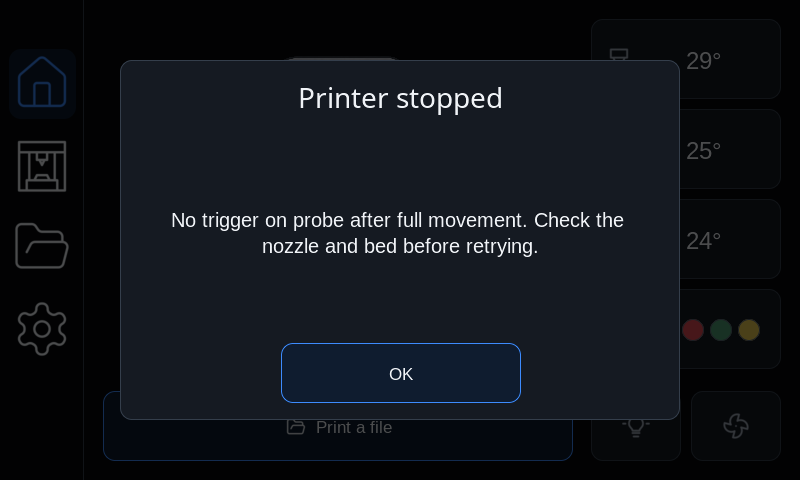 29°
Printer stopped
25°
No trigger on probe after full movement. Check the
nozzle and bed before retrying.
24°
OK
Print a file